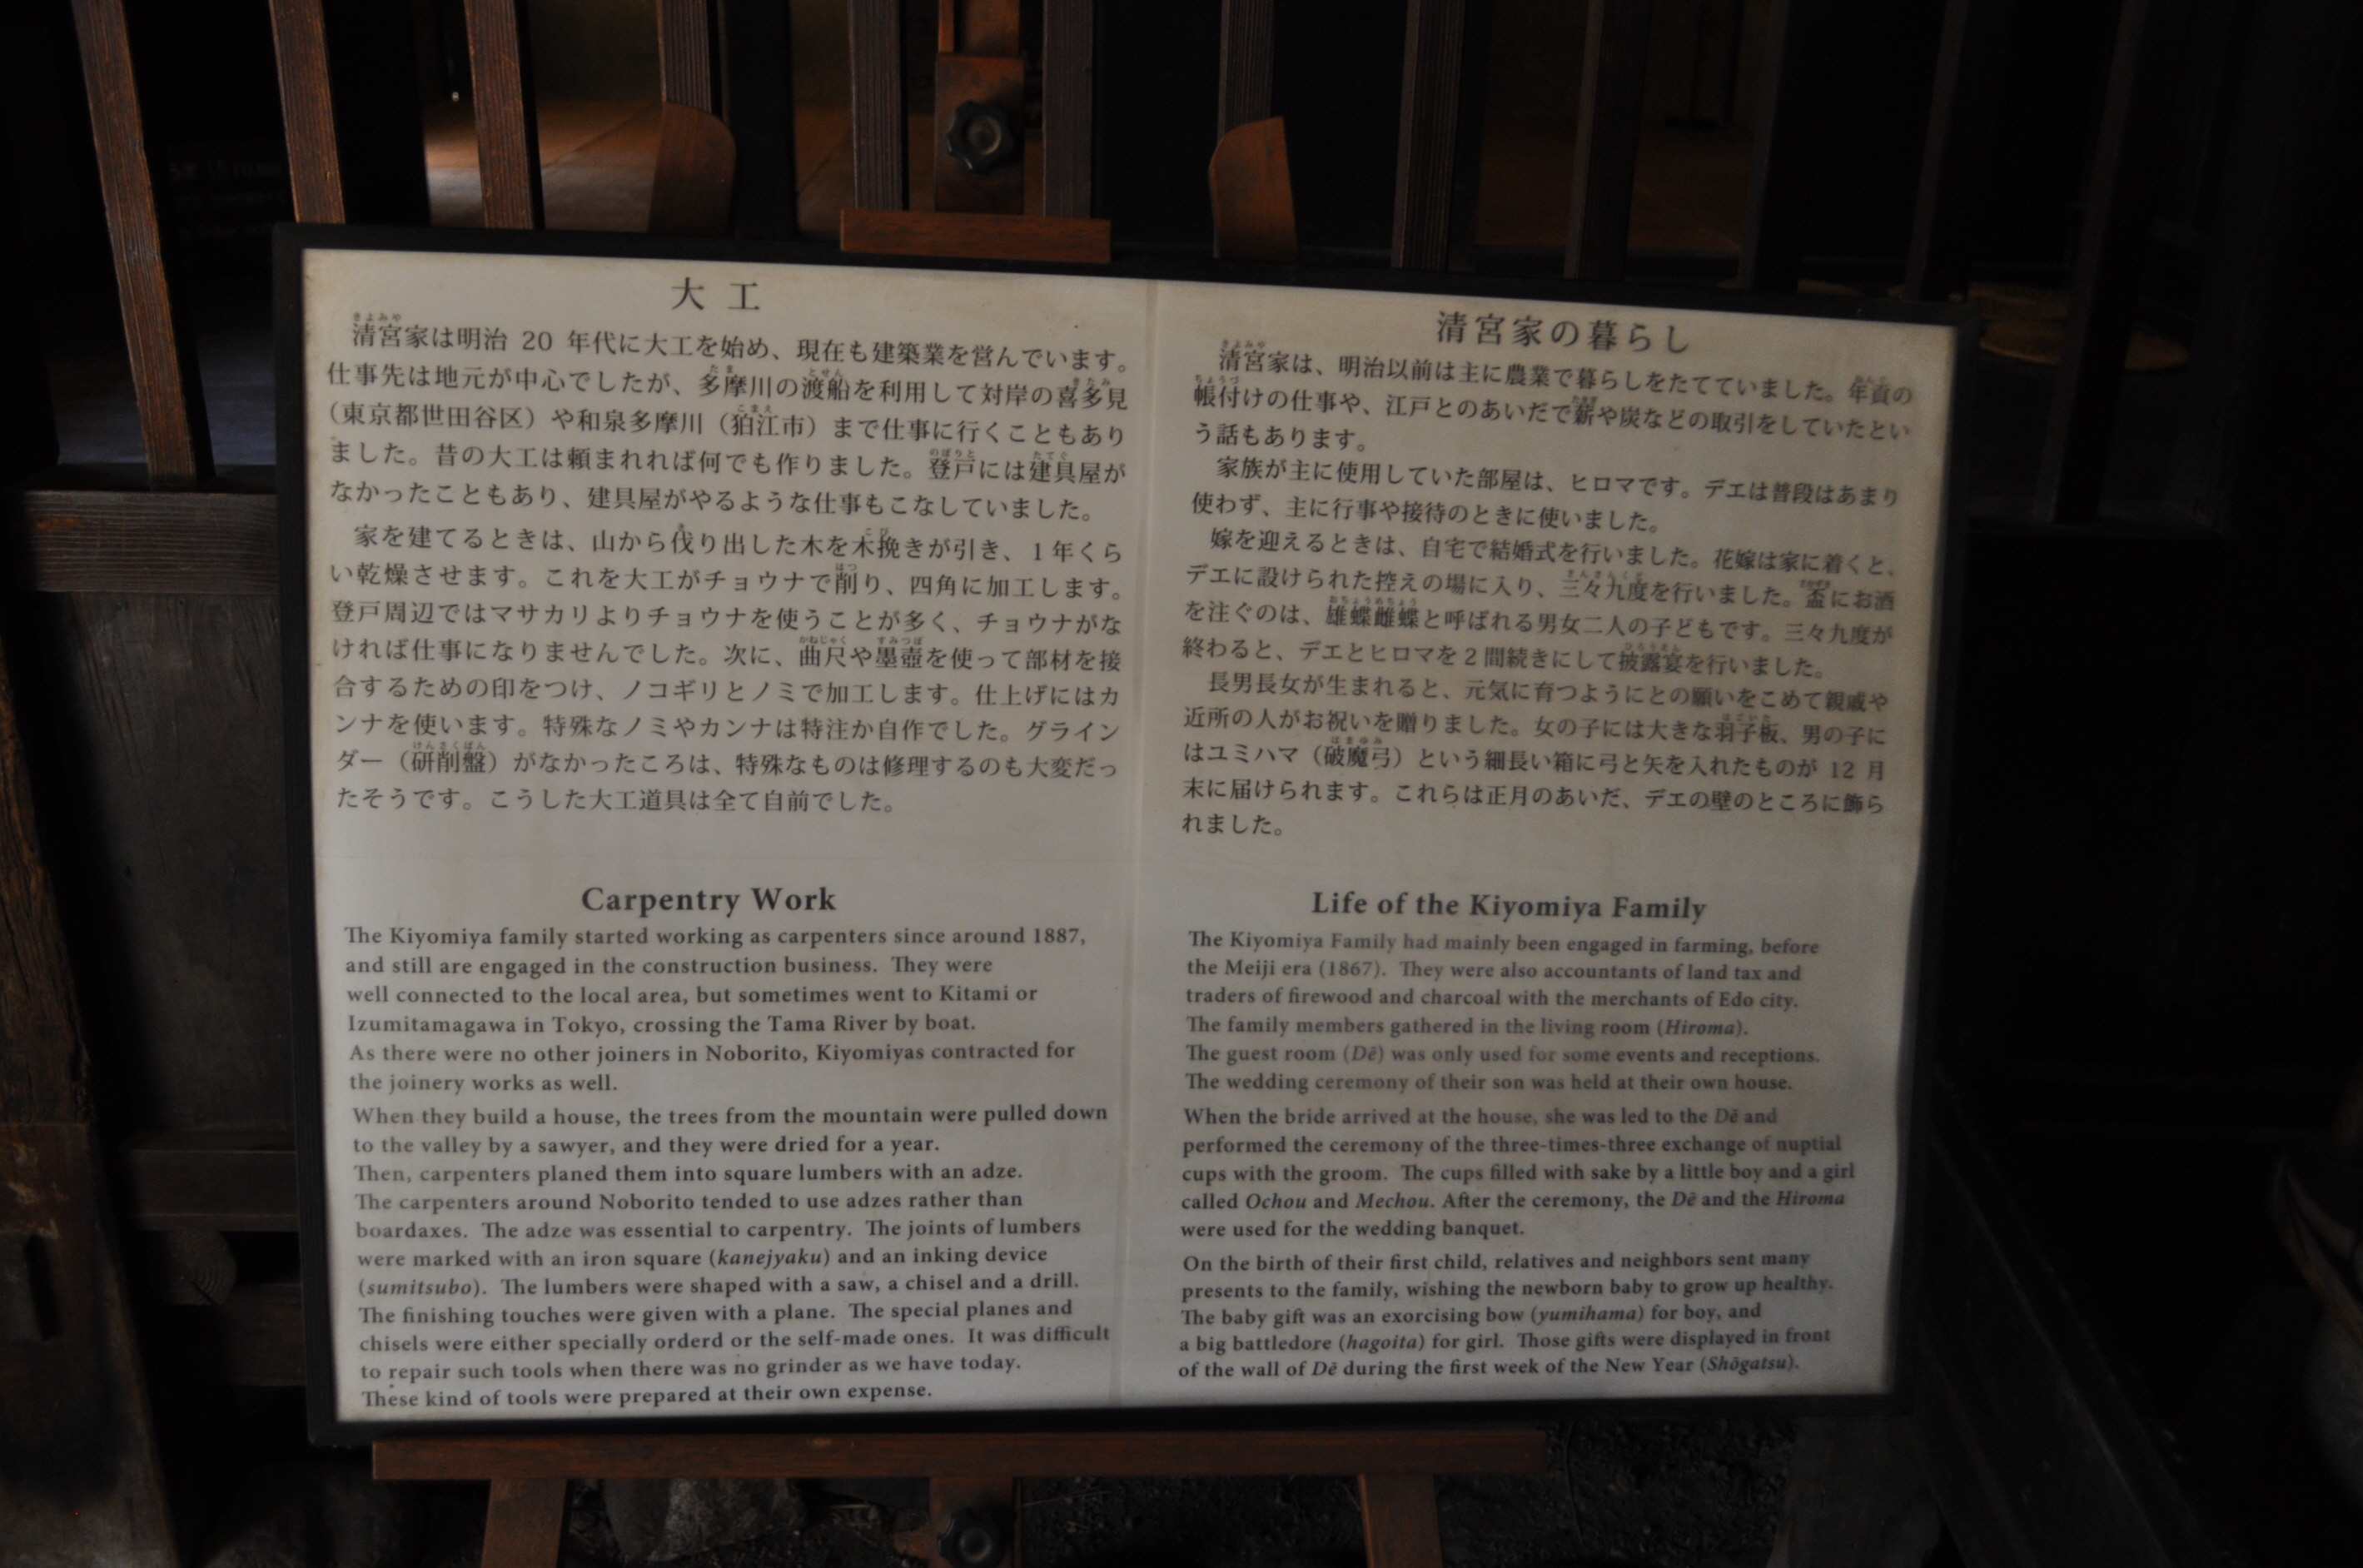 大工
清宮家は明治 20 年代に大工を始め、現在も建築業を営んでいます。
仕事先は地元が中心でしたが、多摩川の渡船を利用して対岸の喜多見
（東京都世田谷区）や和泉多摩川（狛江市）まで仕事に行くこともあり
ました。昔の大工は頼まれれば何でも作りました。登戸には建具屋が
なかったこともあり、建具屋がやるような仕事もこなしていました。
家を建てるときは、山から伐り出した木を木挽きが引き、1 年くら
い乾燥させます。これを大工がチョウナで削り、四角に加工します。
登戸周辺ではマサカリよりチョウナを使うことが多く、チョウナがな
ければ仕事になりませんでした。次に、曲尺や墨壺を使って部材を接
合するための印をつけ、ノコギリとノミで加工します。仕上げにはカ
ンナを使います。特殊なノミやカンナは特注か自作でした。グライン
ダー（研削盤）がなかったころは、特殊なものは修理するのも大変だっ
たそうです。こうした大工道具は全て自前でした。
Carpentry Work
The Kiyomiya family started working as carpenters since around 1887,
and still are engaged in the construction business. They were
well connected to the local area, but sometimes went to Kitami or
Izumitamagawa in Tokyo, crossing the Tama River by boat.
As there were no other joiners in Noborito, Kiyomiyas contracted for
the joinery works as well.
When they build a house, the trees from the mountain were pulled down
to the valley by a sawyer, and they were dried for a year.
Then, carpenters planed them into square lumbers with an adze.
The carpenters around Noborito tended to use adzes rather than
boardaxes. The adze was essential to carpentry. The joints of lumbers
were marked with an iron square (kanejyaku) and an inking device
(sumitsubo). The lumbers were shaped with a saw, a chisel and a drill.
The finishing touches were given with a plane. The special planes and
chisels were either specially orderd or the self-made ones. It was difficult
to repair such tools when there was no grinder as we have today.
These kind of tools were prepared at their own expense.
清宮家の暮らし
清宮家は、明治以前は主に農業で暮らしをたてていました。年貢の
帳付けの仕事や、江戸とのあいだで薪や炭などの取引をしていたとい
う話もあります。
家族が主に使用していた部屋は、ヒロマです。デエは普段はあまり
使わず、主に行事や接待のときに使いました。
嫁を迎えるときは、自宅で結婚式を行いました。花嫁は家に着くと、
デエに設けられた控えの場に入り、三々九度を行いました。盃にお酒
を注ぐのは、雄蝶雌蝶と呼ばれる男女二人の子どもです。三々九度が
終わると、デエとヒロマを 2 間続きにして披露宴を行いました。
長男長女が生まれると、元気に育つようにとの願いをこめて親戚や
近所の人がお祝いを贈りました。女の子には大きな羽子板、男の子に
はユミハマ（破魔弓）という細長い箱に弓と矢を入れたものが 12 月
末に届けられます。これらは正月のあいだ、デエの壁のところに飾ら
れました。
Life of the Kiyomiya Family
The Kiyomiya Family had mainly been engaged in farming, before
the Meiji era (1867). They were also accountants of land tax and
traders of firewood and charcoal with the merchants of Edo city.
The family members gathered in the living room (Hiroma).
The guest room (Dē) was only used for some events and receptions.
The wedding ceremony of their son was held at their own house.
When the bride arrived at the house, she was led to the Dē and
performed the ceremony of the three-times-three exchange of nuptial
cups with the groom. The cups filled with sake by a little boy and a girl
called Ochou and Mechou. After the ceremony, the Dē and the Hiroma
were used for the wedding banquet.
On the birth of their first child, relatives and neighbors sent many
presents to the family, wishing the newborn baby to grow up healthy.
The baby gift was an exorcising bow (yumihama) for boy, and
a big battledore (hagoita) for girl. Those gifts were displayed in front
of the wall of Dē during the first week of the New Year (Shōgatsu).